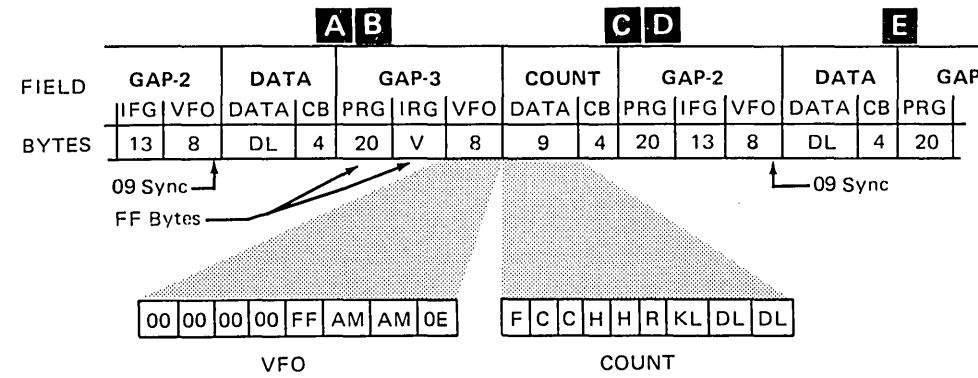 A B C D E
FIELD GAP-2 DATA GAP-3 COUNT GAP-2 DATA GAP
IFG VFO DATA CB PRG IRG VFO DATA CB PRG IFG VFO DATA CB PRG
BYTES 13 8 DL 4 20 V 8 9 4 20 13 8 DL 4 20
09 Sync 09 Sync
FF Bytes
00 00 00 00 FF AM AM 0E F C C H H R KL DL DL
VFO COUNT